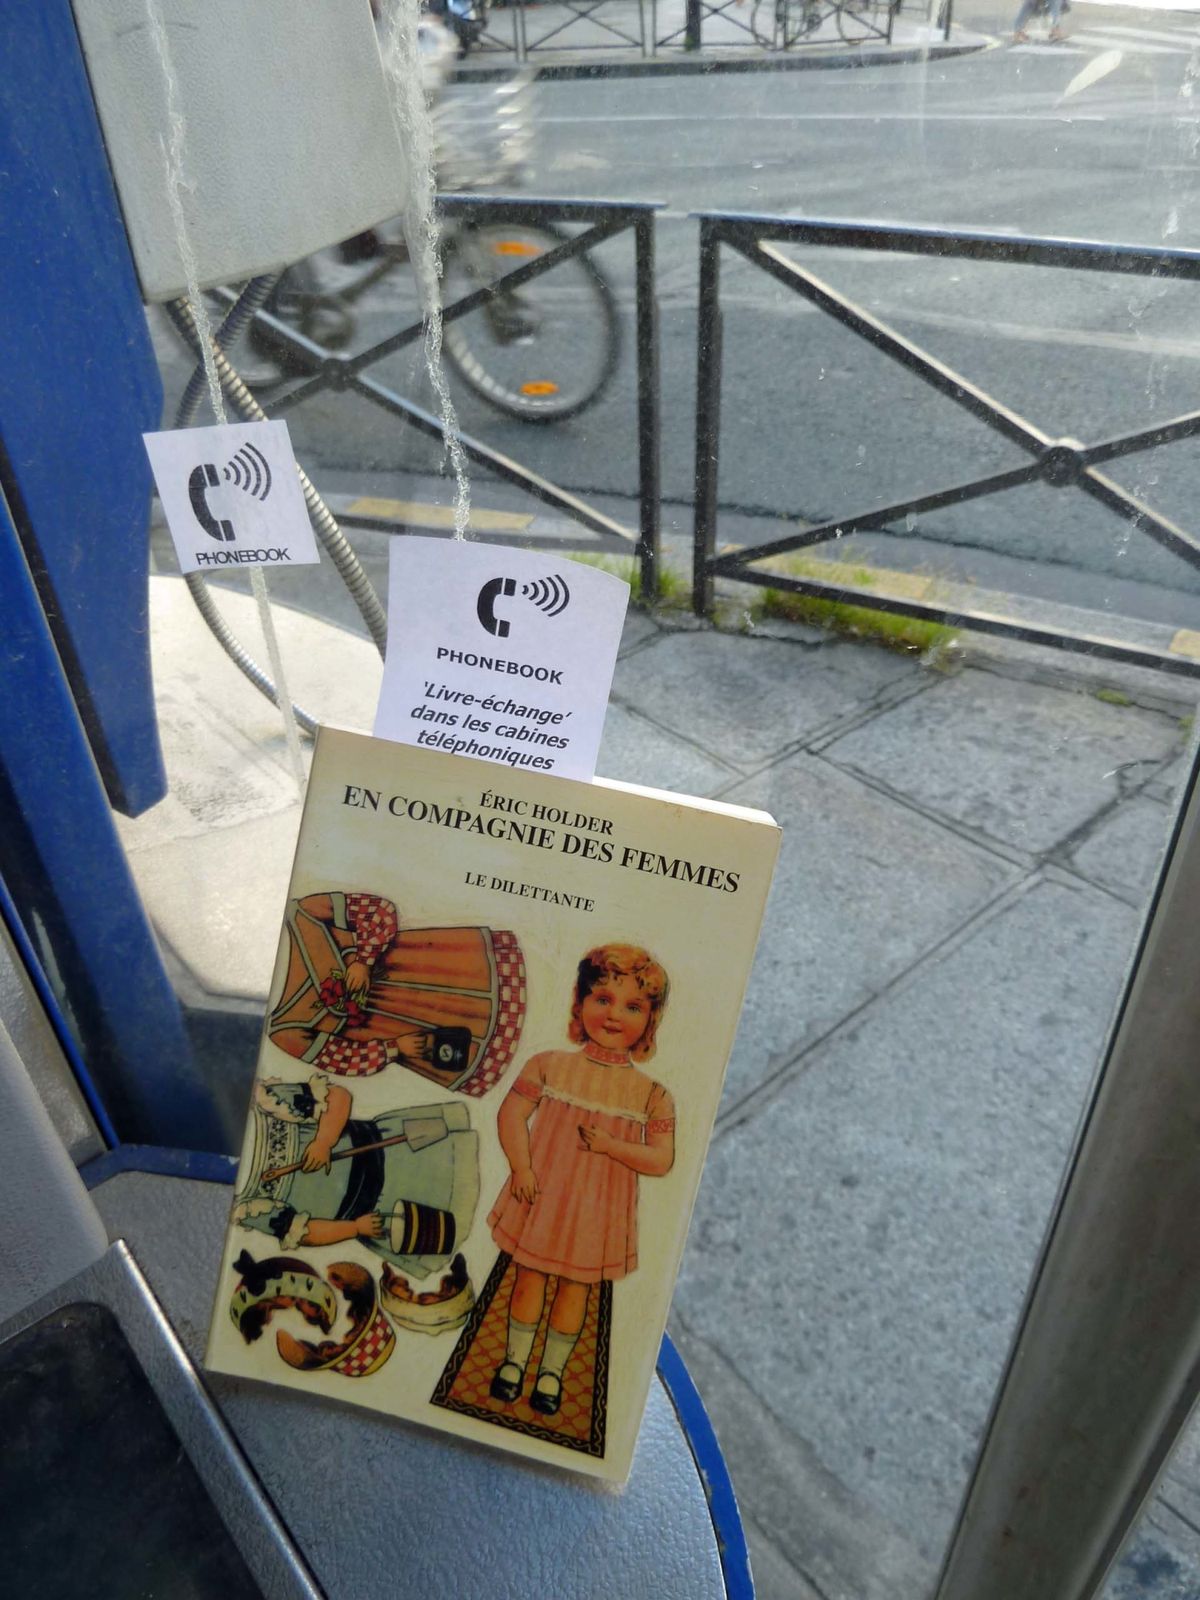 PHONEBOOK
PHONEBOOK
'Livre-échange'
dans les cabines
téléphoniques
ÉRIC HOLDER
EN COMPAGNIE DES FEMMES
LE DILETTANTE